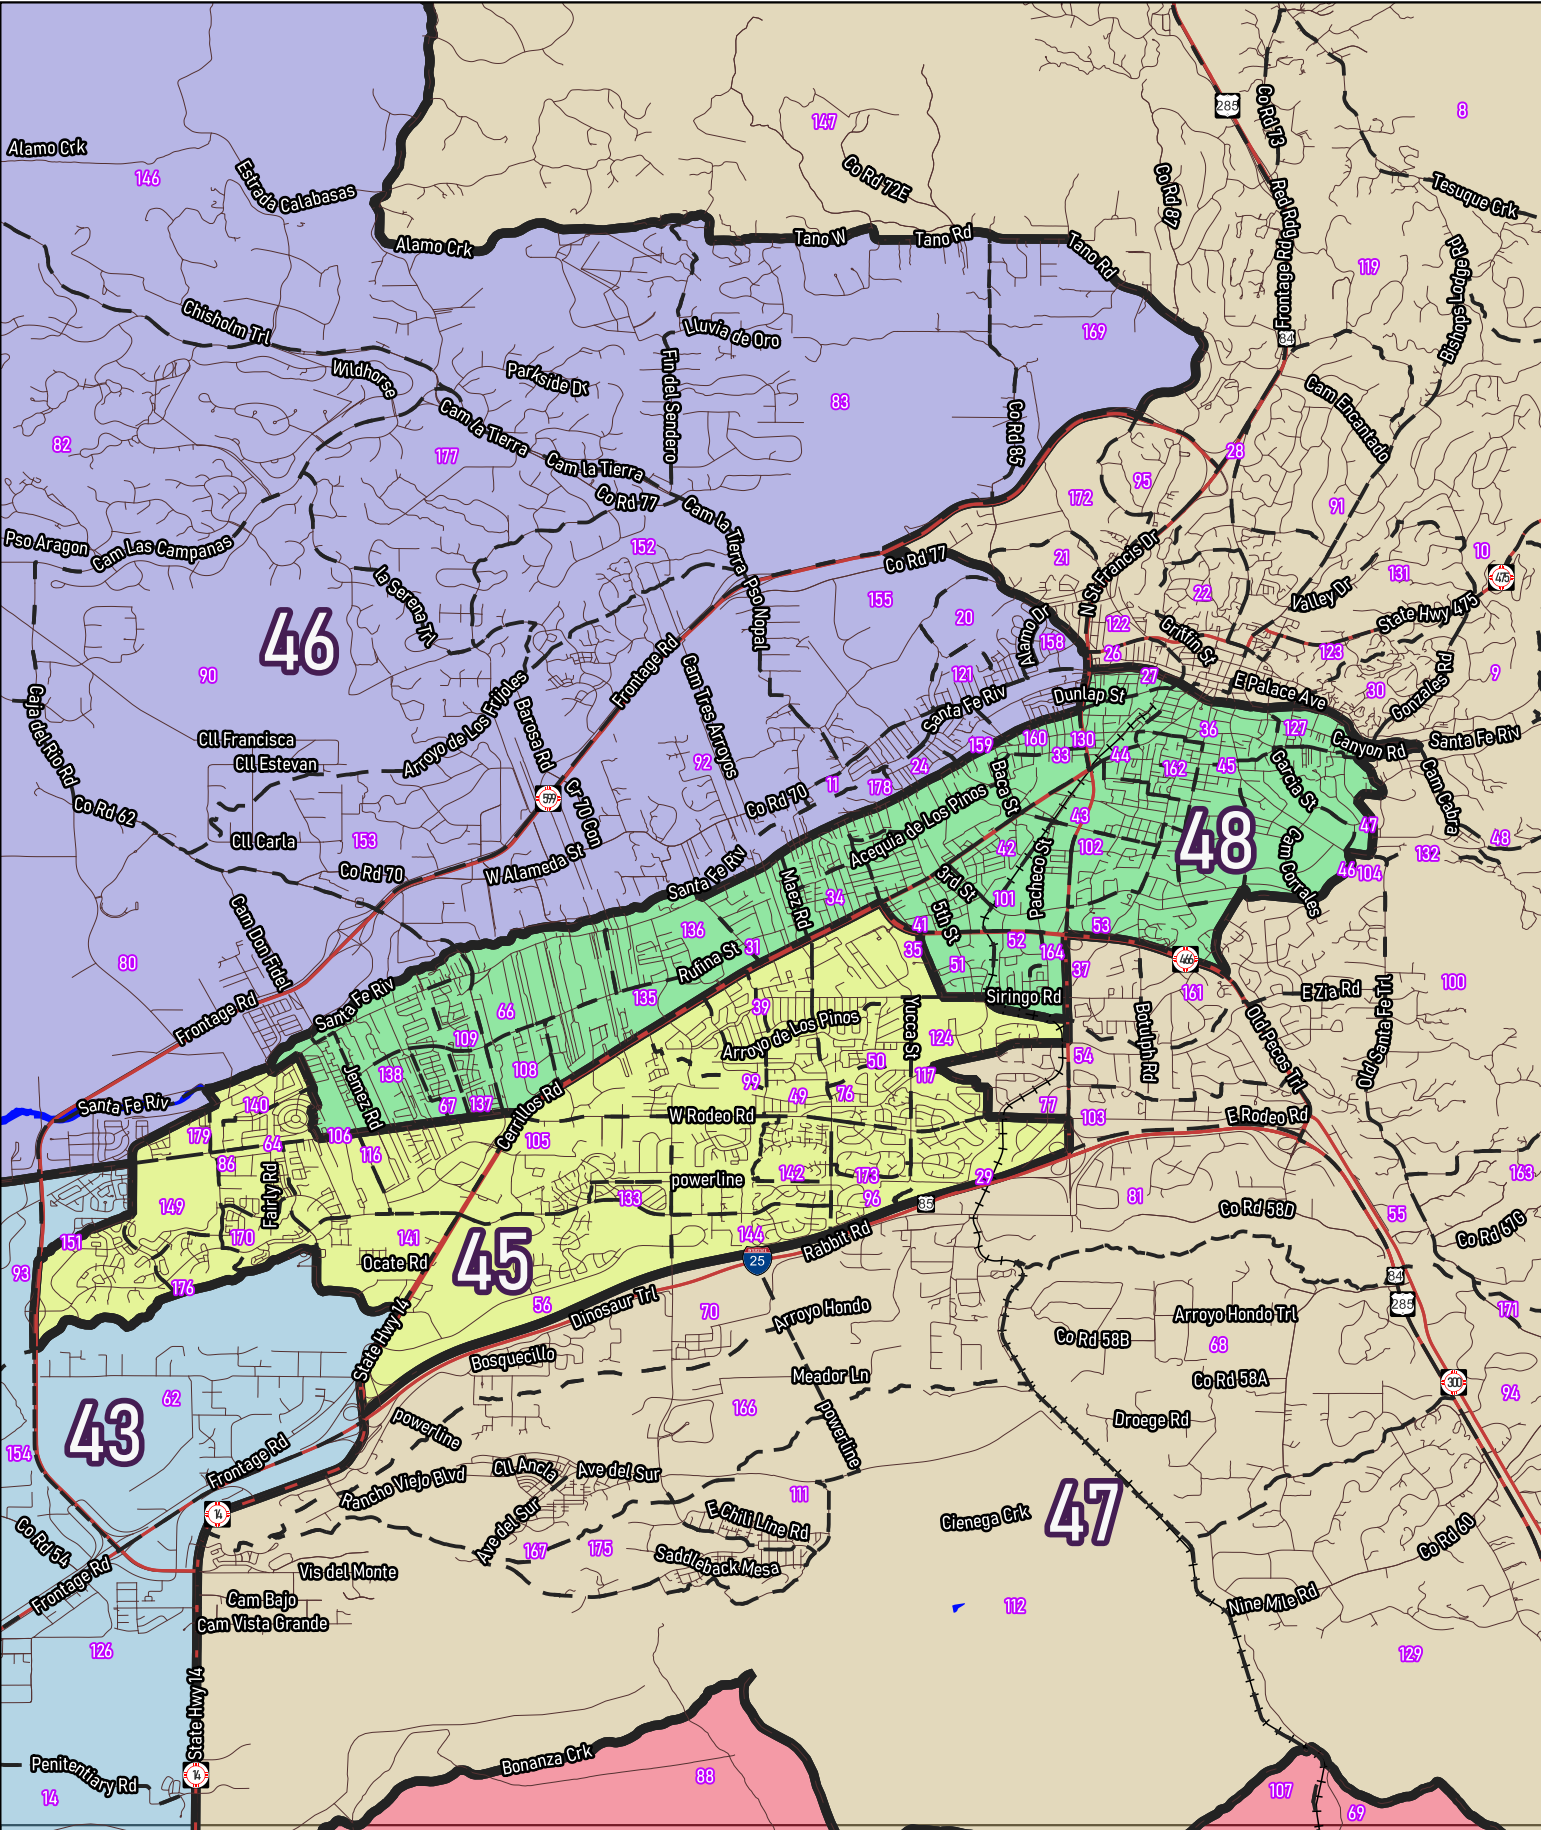 285
Co Rd 73
8
147
Alamo Crk
146
Estrada Calabasas
Co Rd 72E
Co Rd 87
Tesuque Crk
Red Rdg
Alamo Crk
Tano W
Tano Rd
Tano Rd
119
Bishops Lodge Rd
Frontage Rd
Chisholm Trl
Lluvia de Oro
169
84
Wildhorse
Parkside Dr
Fin del Sendero
83
Cam Encantado
82
Cam la Tierra
177
Cam la Tierra
Co Rd 85
28
95
172
91
Co Rd 77
Cam la Tierra
Pso Aragon
Cam Las Campanas
152
Co Rd 77
21
N St Francis Dr
10
131
475
la Serena Trl
155
22
Valley Dr
State Hwy 475
Pso Nopal
20
Alamo Dr
158
122
Griffin St
46
26
123
90
Frontage Rd
Cam Tres Arroyos
121
27
E Palace Ave
30
Gonzales Rd
9
Arroyo de Los Frijoles
Caja del Rio Rd
Barosa Rd
Santa Fe Riv
Dunlap St
36
127
Canyon Rd
Santa Fe Riv
Cll Francisca
Cll Estevan
92
159
160
130
33
44
162
45
Garcia St
Cam Cabra
24
Baca St
11
178
Co Rd 62
599
Cr 70 Con
Co Rd 70
Acequia de Los Pinos
43
48
47
48
Cll Carla
153
W Alameda St
42
102
132
Co Rd 70
Santa Fe Riv
Maez Rd
3rd St
Pacheco St
Cam Corrales
46
104
34
101
Cam Don Fidel
136
31
41
5th St
53
52
164
35
Rufina St
51
37
466
80
135
Siringo Rd
161
E Zia Rd
100
Frontage Rd
Santa Fe Riv
66
39
Yucca St
Botulph Rd
Old Pecos Trl
Old Santa Fe Trl
109
Arroyo de Los Pinos
124
50
54
138
Jemez Rd
108
99
117
49
76
Santa Fe Riv
140
67
137
Cerrillos Rd
W Rodeo Rd
77
103
E Rodeo Rd
179
64
106
105
116
86
Fairly Rd
powerline
142
173
29
163
149
133
96
85
81
Co Rd 58D
55
151
170
141
144
Rabbit Rd
Co Rd 61G
93
Ocate Rd
45
25
176
84
285
171
56
Dinosaur Trl
70
Arroyo Hondo
Arroyo Hondo Trl
State Hwy 14
Co Rd 58B
68
Bosquecillo
Meador Ln
Co Rd 58A
300
94
62
43
powerline
166
powerline
Droege Rd
154
Frontage Rd
Cll Ancla
Ave del Sur
Rancho Viejo Blvd
111
47
14
Ave del Sur
E Chili Line Rd
Cienega Crk
Co Rd 54
167
175
Co Rd 60
Frontage Rd
Vis del Monte
Saddleback Mesa
Cam Bajo
Cam Vista Grande
112
Nine Mile Rd
126
129
State Hwy 14
Penitentiary Rd
14
Bonanza Crk
14
88
107
69